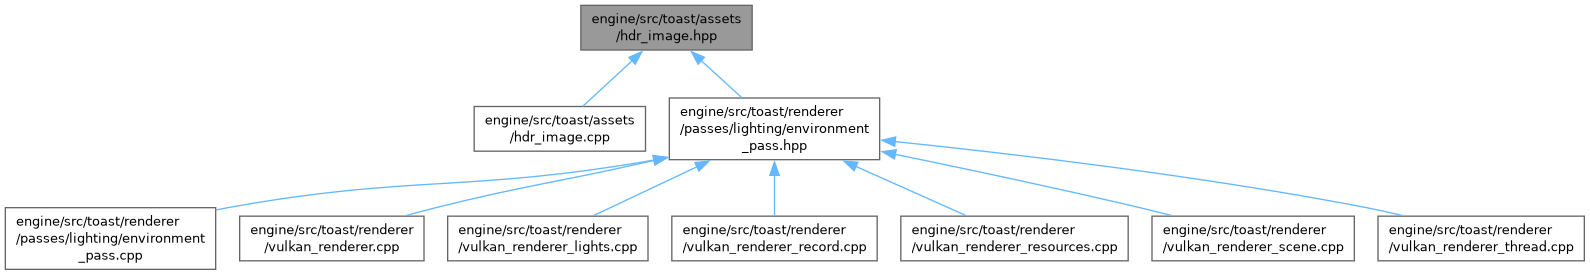 engine/src/toast/assets
/hdr_image.hpp
engine/src/toast/assets
/hdr_image.cpp
engine/src/toast/renderer
/passes/lighting/environment
_pass.hpp
engine/src/toast/renderer
/passes/lighting/environment
_pass.cpp
engine/src/toast/renderer
/vulkan_renderer.cpp
engine/src/toast/renderer
/vulkan_renderer_lights.cpp
engine/src/toast/renderer
/vulkan_renderer_record.cpp
engine/src/toast/renderer
/vulkan_renderer_resources.cpp
engine/src/toast/renderer
/vulkan_renderer_scene.cpp
engine/src/toast/renderer
/vulkan_renderer_thread.cpp